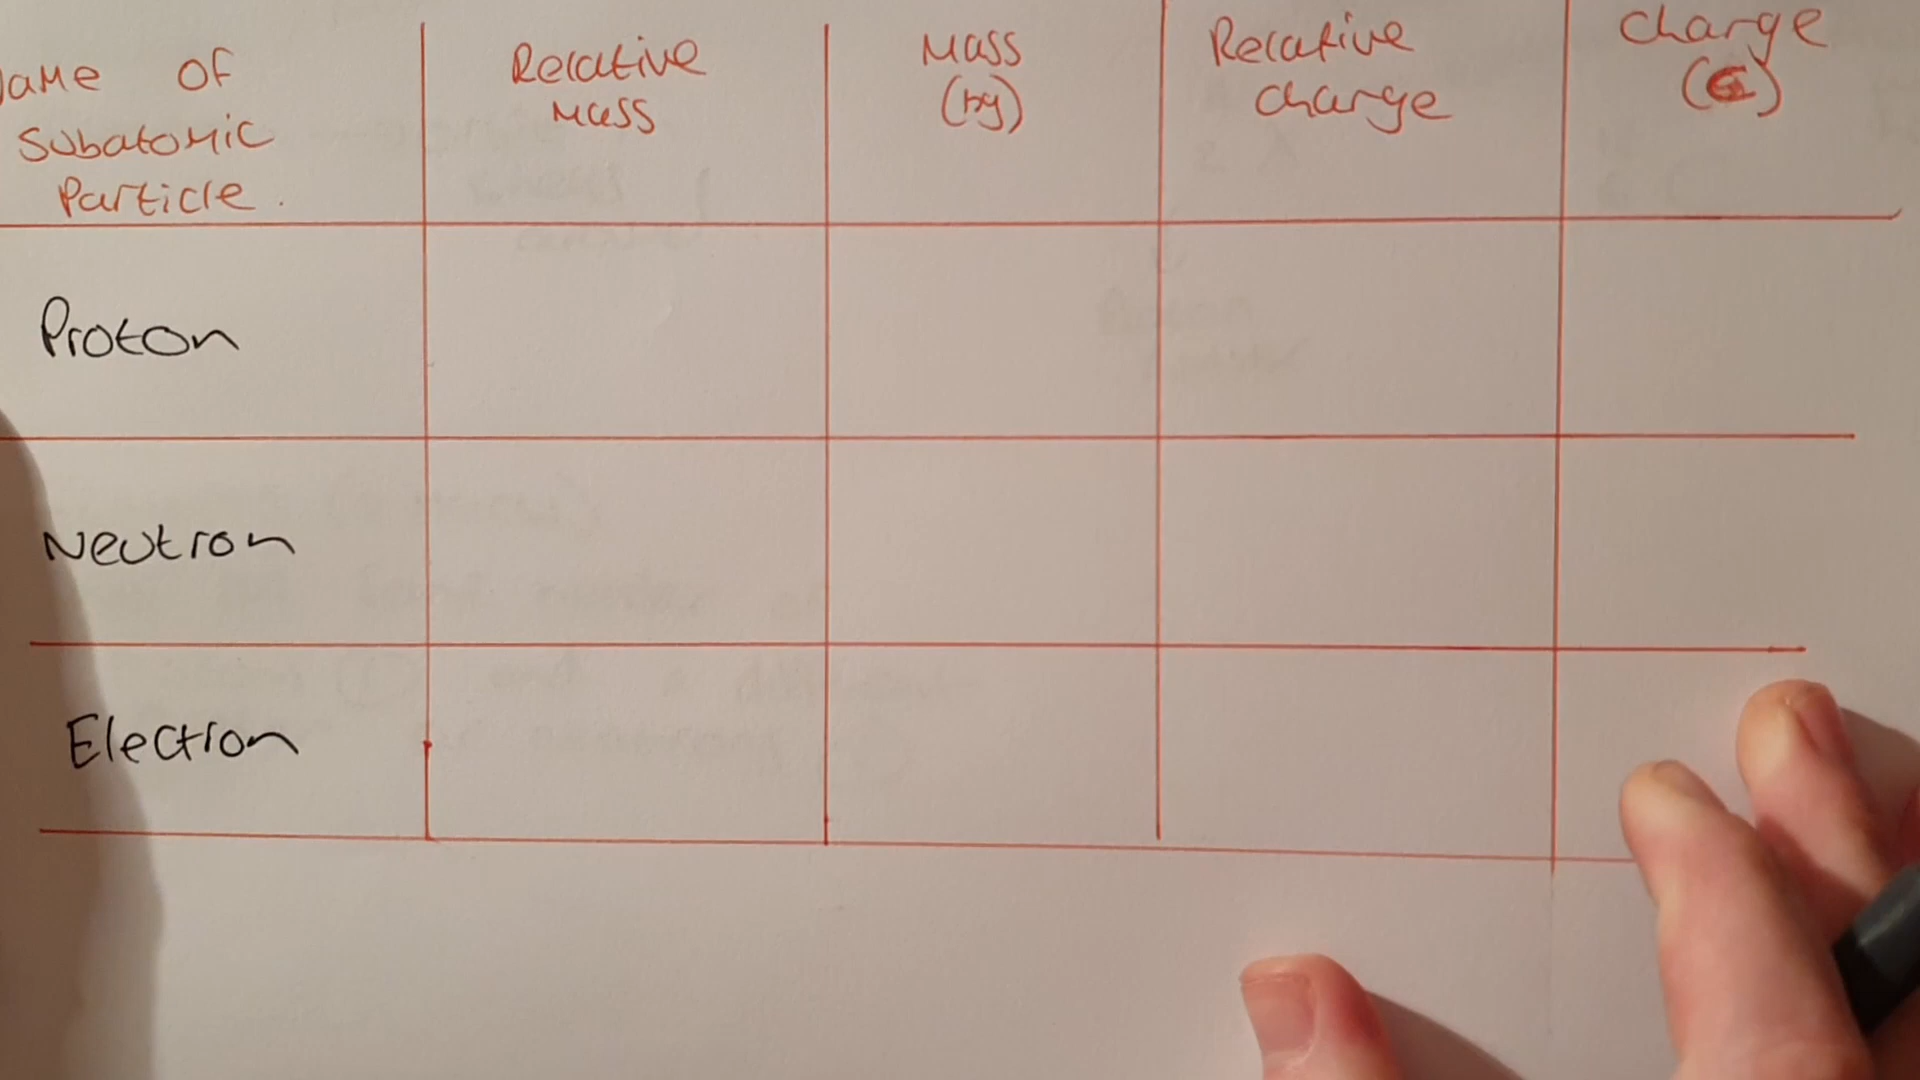 ame of
Subatomic
Particle.
Relative
Mass
Mass
(kg)
Relative
charge
charge
(C)
Proton
Neutron
Electron